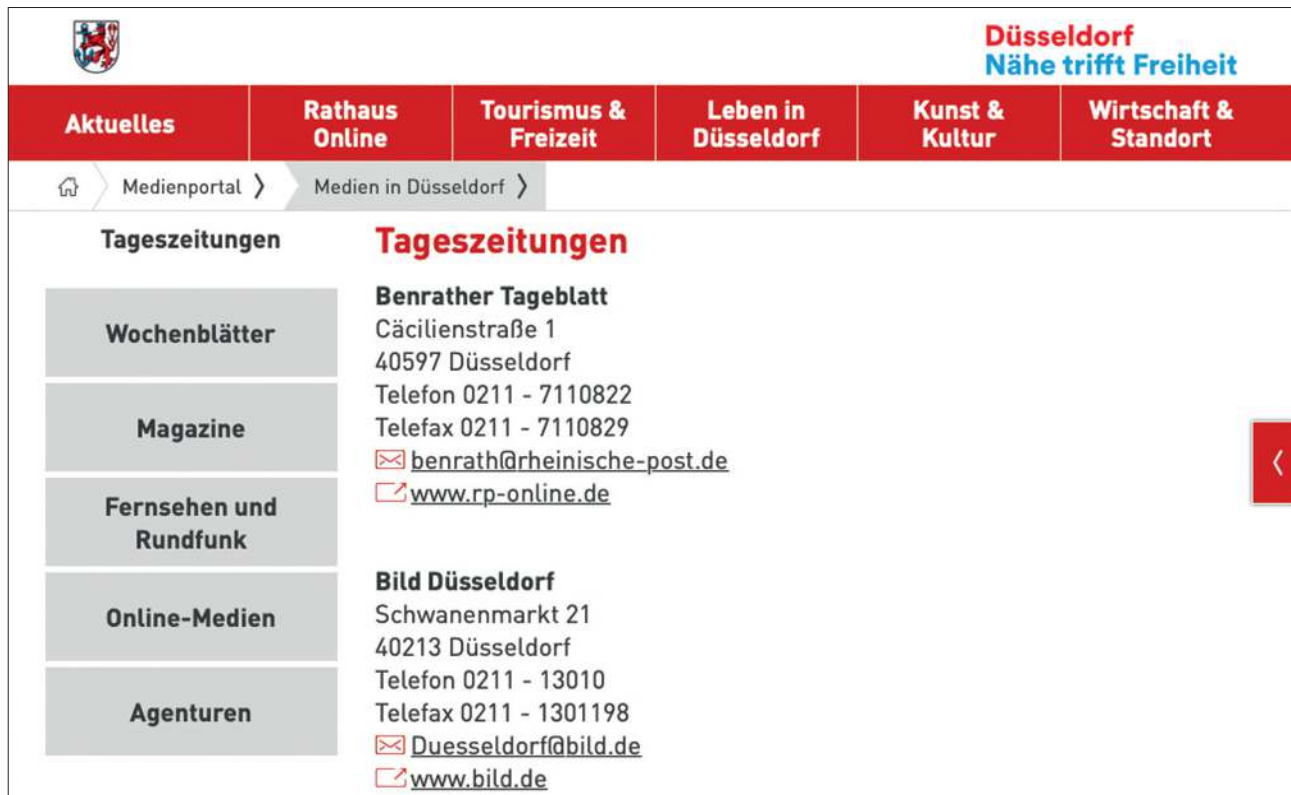 Düsseldorf
Nähe trifft Freiheit
Aktuelles
Rathaus
Online
Tourismus &
Freizeit
Leben in
Düsseldorf
Kunst &
Kultur
Wirtschaft &
Standort
Medienportal
Medien in Düsseldorf
Tageszeitungen
Wochenblätter
Magazine
Fernsehen und
Rundfunk
Online-Medien
Agenturen
Tageszeitungen
Benrather Tageblatt
Cäcilienstraße 1
40597 Düsseldorf
Telefon 0211 - 7110822
Telefax 0211 - 7110829
benrath@rheinische-post.de
www.rp-online.de
Bild Düsseldorf
Schwanenmarkt 21
40213 Düsseldorf
Telefon 0211 - 13010
Telefax 0211 - 1301198
Duesseldorf@bild.de
www.bild.de